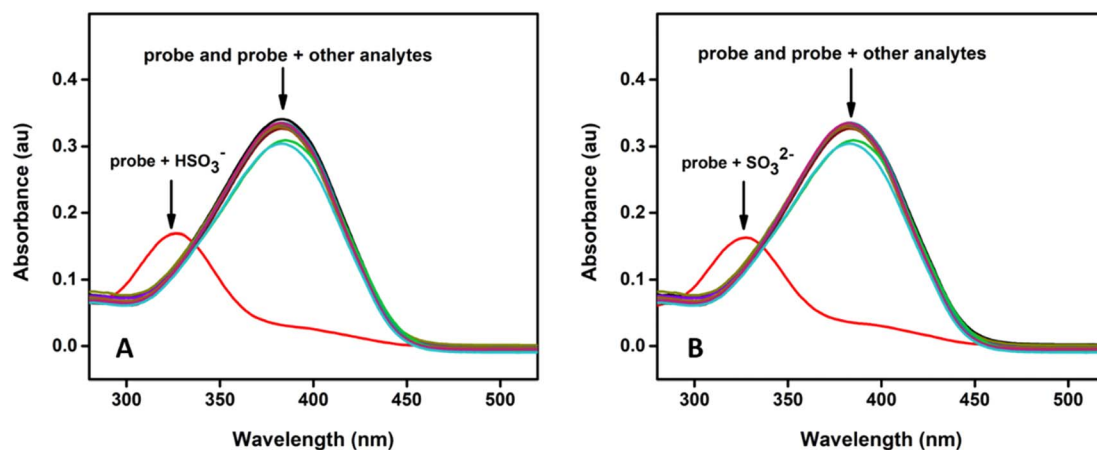 probe and probe + other analytes
probe + HSO₃⁻
Absorbance (au)
0.4
0.3
0.2
0.1
0.0
A
300 350 400 450 500
Wavelength (nm)
probe and probe + other analytes
probe + SO₃²⁻
Absorbance (au)
0.4
0.3
0.2
0.1
0.0
B
300 350 400 450 500
Wavelength (nm)